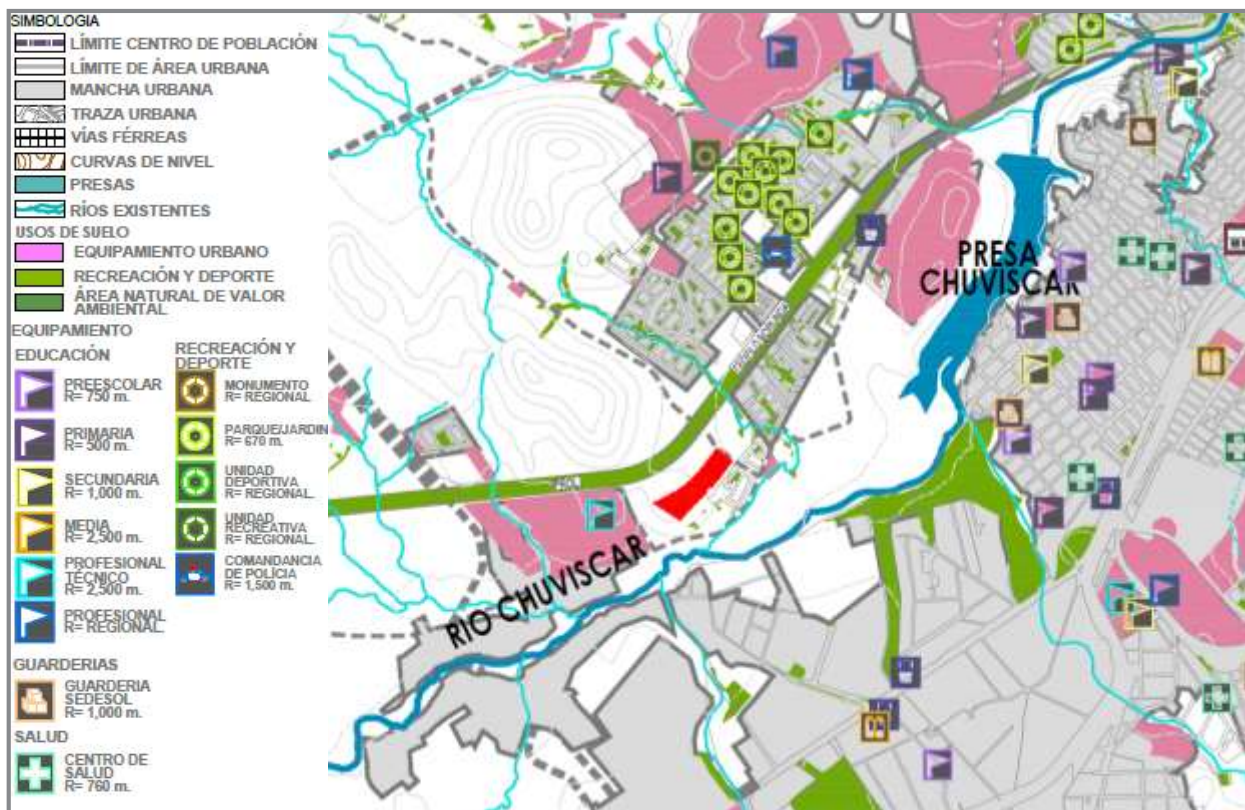 SIMBOLOGIA
LÍMITE CENTRO DE POBLACIÓN
LÍMITE DE ÁREA URBANA
MANCHA URBANA
TRAZA URBANA
VÍAS FÉRREAS
CURVAS DE NIVEL
PRESAS
RÍOS EXISTENTES
USOS DE SUELO
EQUIPAMIENTO URBANO
RECREACIÓN Y DEPORTE
ÁREA NATURAL DE VALOR
AMBIENTAL
EQUIPAMIENTO
EDUCACIÓN
PREESCOLAR
R= 750 m.
PRIMARIA
R= 500 m.
SECUNDARIA
R= 1,000 m.
MEDIA
R= 2,500 m.
PROFESIONAL
TÉCNICO
R= 2,500 m.
PROFESIONAL
R= REGIONAL.
RECREACIÓN Y
DEPORTE
MONUMENTO
R= REGIONAL
PARQUE/JARDIN
R= 670 m.
UNIDAD
DEPORTIVA
R= REGIONAL.
UNIDAD
RECREATIVA
R= REGIONAL.
COMANDANCIA
DE POLÍCIA
R= 1,500 m.
GUARDERIAS
GUARDERIA
SEDESOL
R= 1,000 m.
SALUD
CENTRO DE
SALUD
R= 760 m.
PRESA
CHUVISCAR
RIO CHUVISCAR